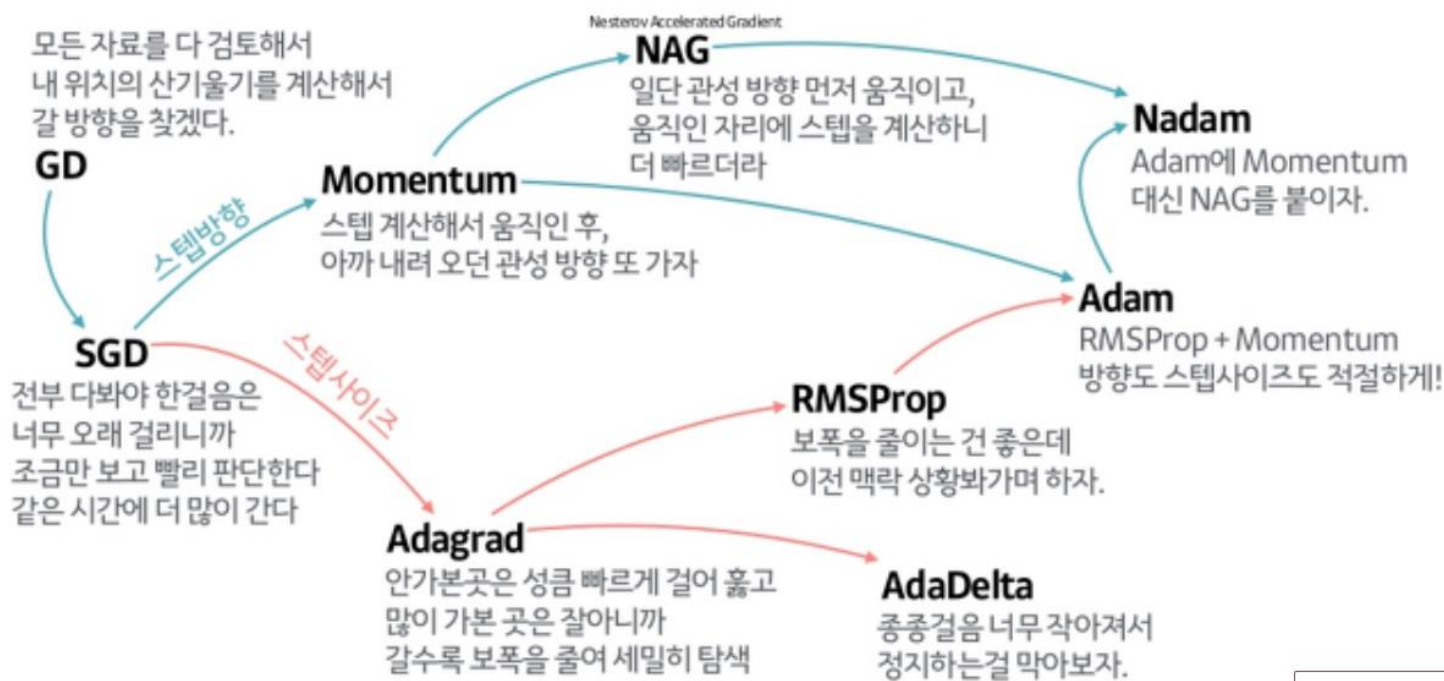 모든 자료를 다 검토해서
내 위치의 산기울기를 계산해서
갈 방향을 찾겠다.
GD
스텝방향
Momentum
스텝 계산해서 움직인 후,
아까 내려 오던 관성 방향 또 가자
Nesterov Accelerated Gradient
NAG
일단 관성 방향 먼저 움직이고,
움직인 자리에 스텝을 계산하니
더 빠르더라
Nadam
Adam에 Momentum
대신 NAG를 붙이자.
SGD
전부 다봐야 한걸음은
너무 오래 걸리니까
조금만 보고 빨리 판단한다
같은 시간에 더 많이 간다
스텝사이즈
Adagrad
안가본곳은 성큼 빠르게 걸어 훑고
많이 가본 곳은 잘아니까
갈수록 보폭을 줄여 세밀히 탐색
RMSProp
보폭을 줄이는 건 좋은데
이전 맥락 상황봐가며 하자.
Adam
RMSProp + Momentum
방향도 스텝사이즈도 적절하게!
AdaDelta
종종걸음 너무 작아져서
정지하는걸 막아보자.